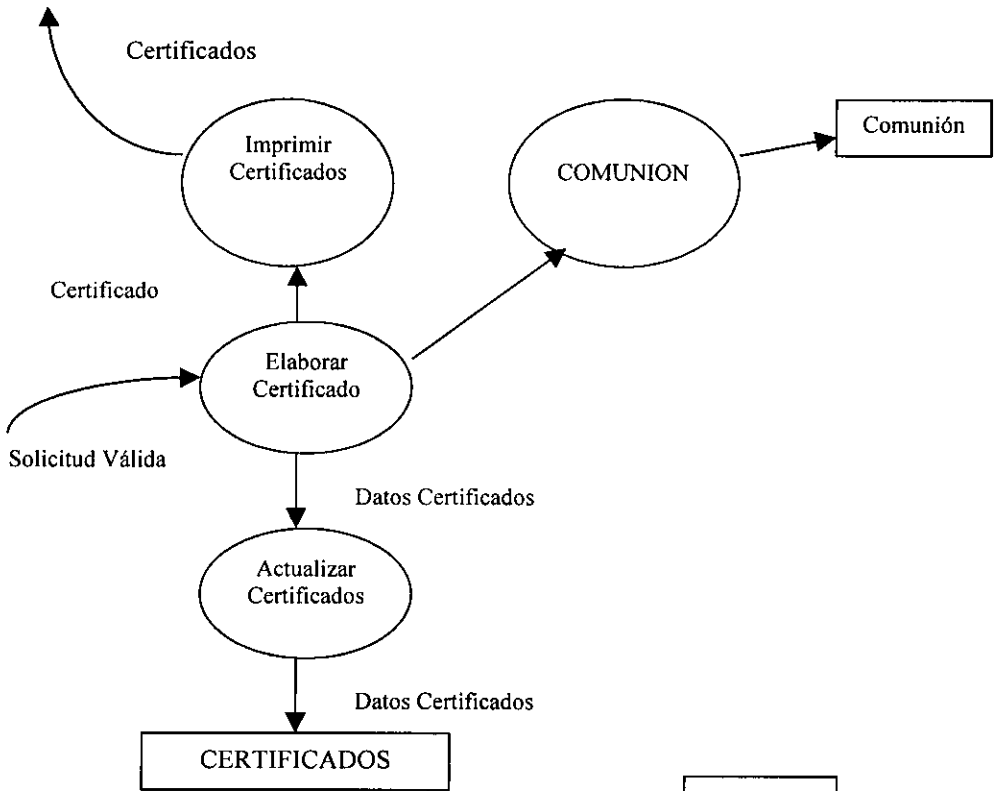 Certificados
Imprimir
Certificados
COMUNION
Comunión
Certificado
Elaborar
Certificado
Solicitud Válida
Datos Certificados
Actualizar
Certificados
Datos Certificados
CERTIFICADOS